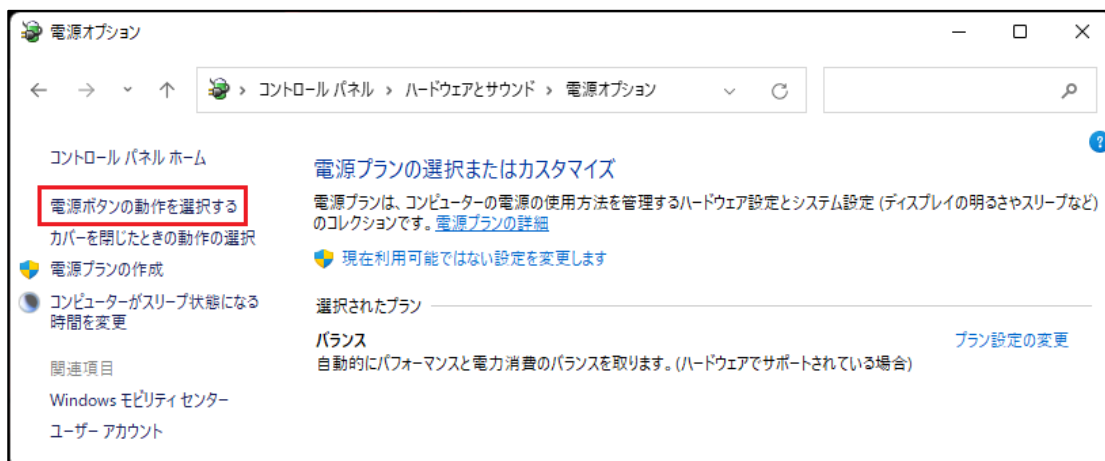 電源オプション
コントロール パネル › ハードウェアとサウンド › 電源オプション
コントロール パネル ホーム
電源ボタンの動作を選択する
カバーを閉じたときの動作の選択
電源プランの作成
コンピューターがスリープ状態になる
時間を変更
関連項目
Windows モビリティ センター
ユーザー アカウント
電源プランの選択またはカスタマイズ
電源プランは、コンピューターの電源の使用方法を管理するハードウェア設定とシステム設定 (ディスプレイの明るさやスリープなど)
のコレクションです。電源プランの詳細
現在利用可能ではない設定を変更します
選択されたプラン
バランス
プラン設定の変更
自動的にパフォーマンスと電力消費のバランスを取ります。(ハードウェアでサポートされている場合)